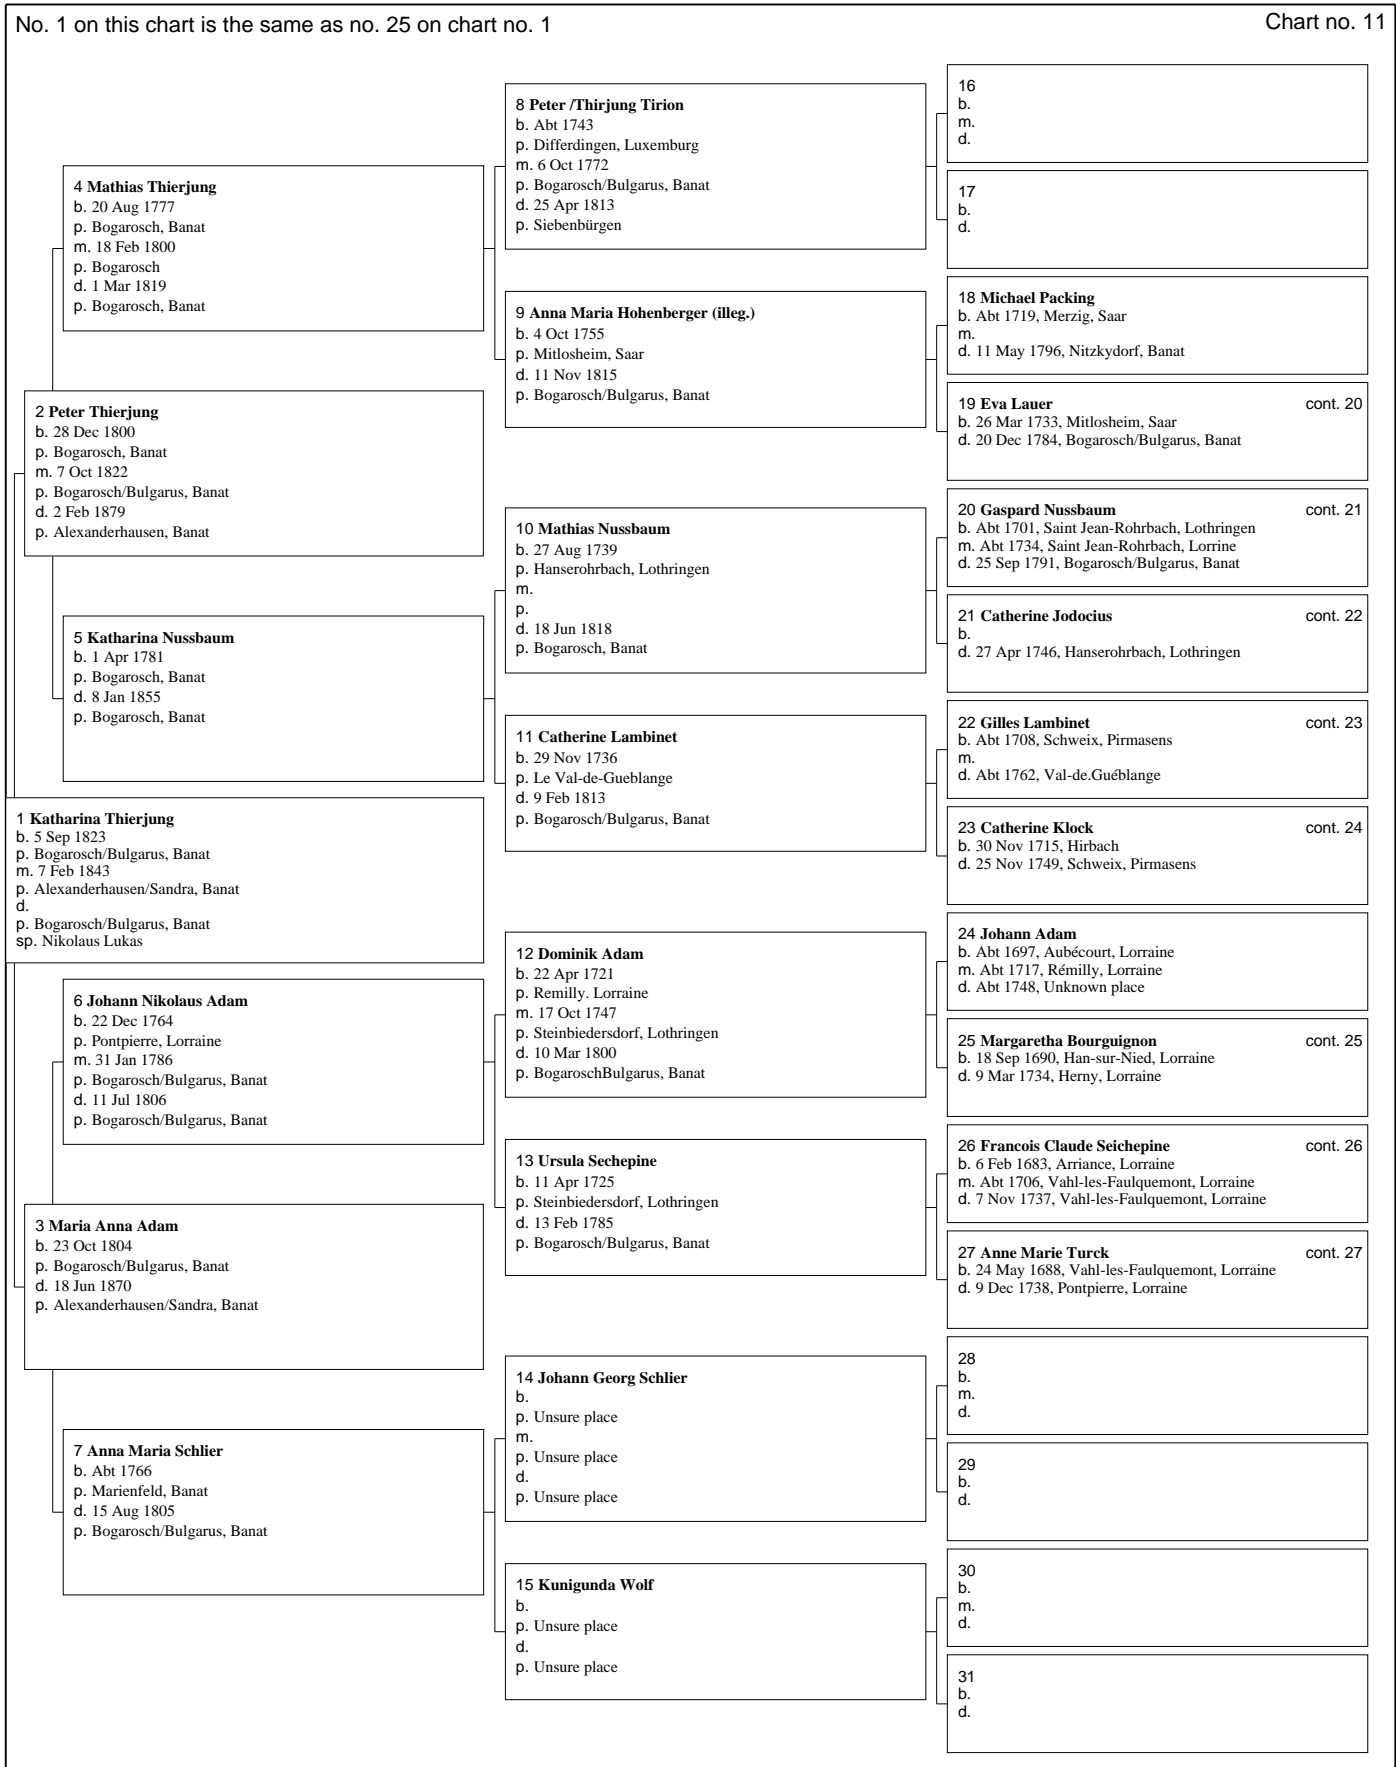 No. 1 on this chart is the same as no. 25 on chart no. 1
Chart no. 11
1 Katharina Thierjung
b. 5 Sep 1823
p. Bogarosch/Bulgarus, Banat
m. 7 Feb 1843
p. Alexanderhausen/Sandra, Banat
d.
p. Bogarosch/Bulgarus, Banat
sp. Nikolaus Lukas
2 Peter Thierjung
b. 28 Dec 1800
p. Bogarosch, Banat
m. 7 Oct 1822
p. Bogarosch/Bulgarus, Banat
d. 2 Feb 1879
p. Alexanderhausen, Banat
3 Maria Anna Adam
b. 23 Oct 1804
p. Bogarosch/Bulgarus, Banat
d. 18 Jun 1870
p. Alexanderhausen/Sandra, Banat
4 Mathias Thierjung
b. 20 Aug 1777
p. Bogarosch, Banat
m. 18 Feb 1800
p. Bogarosch
d. 1 Mar 1819
p. Bogarosch, Banat
5 Katharina Nussbaum
b. 1 Apr 1781
p. Bogarosch, Banat
d. 8 Jan 1855
p. Bogarosch, Banat
6 Johann Nikolaus Adam
b. 22 Dec 1764
p. Pontpierre, Lorraine
m. 31 Jan 1786
p. Bogarosch/Bulgarus, Banat
d. 11 Jul 1806
p. Bogarosch/Bulgarus, Banat
7 Anna Maria Schlier
b. Abt 1766
p. Marienfeld, Banat
d. 15 Aug 1805
p. Bogarosch/Bulgarus, Banat
8 Peter /Thirjung Tirion
b. Abt 1743
p. Differdingen, Luxemburg
m. 6 Oct 1772
p. Bogarosch/Bulgarus, Banat
d. 25 Apr 1813
p. Siebenbürgen
9 Anna Maria Hohenberger (illeg.)
b. 4 Oct 1755
p. Mitlosheim, Saar
d. 11 Nov 1815
p. Bogarosch/Bulgarus, Banat
10 Mathias Nussbaum
b. 27 Aug 1739
p. Hanserohrbach, Lothringen
m.
p.
d. 18 Jun 1818
p. Bogarosch, Banat
11 Catherine Lambinet
b. 29 Nov 1736
p. Le Val-de-Gueblange
d. 9 Feb 1813
p. Bogarosch/Bulgarus, Banat
12 Dominik Adam
b. 22 Apr 1721
p. Remilly. Lorraine
m. 17 Oct 1747
p. Steinbiedersdorf, Lothringen
d. 10 Mar 1800
p. BogaroschBulgarus, Banat
13 Ursula Sechepine
b. 11 Apr 1725
p. Steinbiedersdorf, Lothringen
d. 13 Feb 1785
p. Bogarosch/Bulgarus, Banat
14 Johann Georg Schlier
b.
p. Unsure place
m.
p. Unsure place
d.
p. Unsure place
15 Kunigunda Wolf
b.
p. Unsure place
d.
p. Unsure place
16
b.
m.
d.
17
b.
d.
18 Michael Packing
b. Abt 1719, Merzig, Saar
m.
d. 11 May 1796, Nitzkydorf, Banat
19 Eva Lauer cont. 20
b. 26 Mar 1733, Mitlosheim, Saar
d. 20 Dec 1784, Bogarosch/Bulgarus, Banat
20 Gaspard Nussbaum cont. 21
b. Abt 1701, Saint Jean-Rohrbach, Lothringen
m. Abt 1734, Saint Jean-Rohrbach, Lorrine
d. 25 Sep 1791, Bogarosch/Bulgarus, Banat
21 Catherine Jodocius cont. 22
b.
d. 27 Apr 1746, Hanserohrbach, Lothringen
22 Gilles Lambinet cont. 23
b. Abt 1708, Schweix, Pirmasens
m.
d. Abt 1762, Val-de.Guéblange
23 Catherine Klock cont. 24
b. 30 Nov 1715, Hirbach
d. 25 Nov 1749, Schweix, Pirmasens
24 Johann Adam
b. Abt 1697, Aubécourt, Lorraine
m. Abt 1717, Rémilly, Lorraine
d. Abt 1748, Unknown place
25 Margaretha Bourguignon cont. 25
b. 18 Sep 1690, Han-sur-Nied, Lorraine
d. 9 Mar 1734, Herny, Lorraine
26 Francois Claude Seichepine cont. 26
b. 6 Feb 1683, Arriance, Lorraine
m. Abt 1706, Vahl-les-Faulquemont, Lorraine
d. 7 Nov 1737, Vahl-les-Faulquemont, Lorraine
27 Anne Marie Turck cont. 27
b. 24 May 1688, Vahl-les-Faulquemont, Lorraine
d. 9 Dec 1738, Pontpierre, Lorraine
28
b.
m.
d.
29
b.
d.
30
b.
m.
d.
31
b.
d.